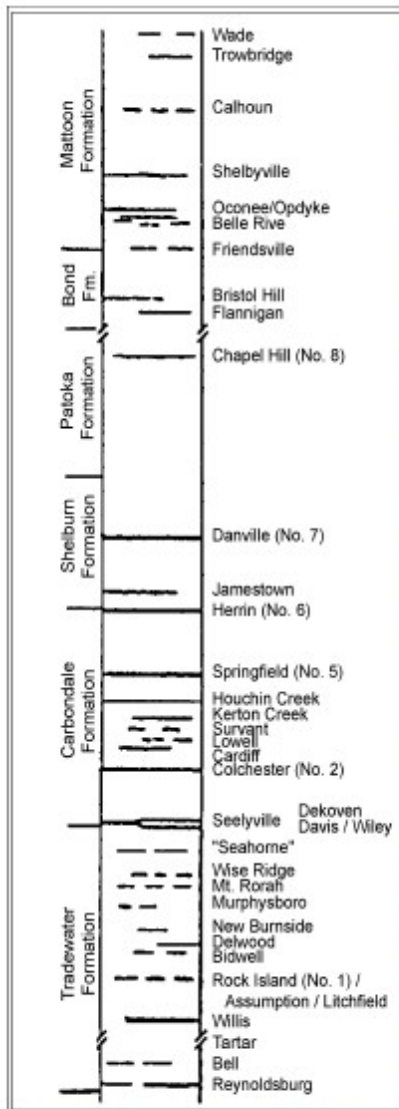 Wade
Trowbridge
Calhoun
Mattoon
Formation
Shelbyville
Oconee/Opdyke
Belle Rive
Friendsville
Bond
Fm.
Bristol Hill
Flannigan
Chapel Hill (No. 8)
Patoka
Formation
Shelburn
Formation
Danville (No. 7)
Jamestown
Herrin (No. 6)
Carbondale
Formation
Springfield (No. 5)
Houchin Creek
Kerton Creek
Survant
Lowell
Cardiff
Colchester (No. 2)
Seelyville
Dekoven
Davis / Wiley
"Seahorne"
Tradewater
Formation
Wise Ridge
Mt. Rorah
Murphysboro
New Burnside
Delwood
Bidwell
Rock Island (No. 1) /
Assumption / Litchfield
Willis
Tartar
Bell
Reynoldsburg